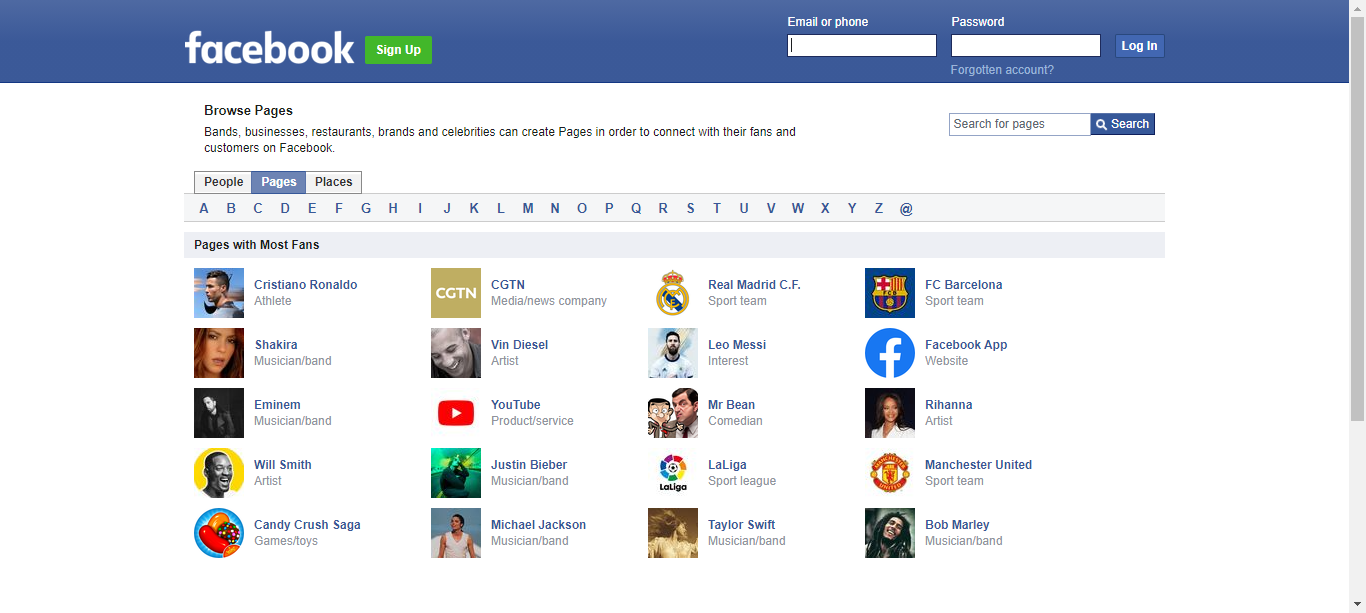 Email or phone
Password
facebook
Sign Up
Log In
Forgotten account?
Browse Pages
Bands, businesses, restaurants, brands and celebrities can create Pages in order to connect with their fans and
customers on Facebook.
Search for pages
Search
People Pages Places
A B C D E F G H I J K L M N O P Q R S T U V W X Y Z @
Pages with Most Fans
Cristiano Ronaldo
Athlete
CGTN
CGTN
Media/news company
Real Madrid C.F.
Sport team
FCB
FC Barcelona
Sport team
Shakira
Musician/band
Vin Diesel
Artist
Leo Messi
Interest
Facebook App
Website
Eminem
Musician/band
YouTube
Product/service
Mr Bean
Comedian
Rihanna
Artist
Will Smith
Artist
Justin Bieber
Musician/band
LaLiga
LaLiga
Sport league
MANCHESTER
UNITED
Manchester United
Sport team
Candy Crush Saga
Games/toys
Michael Jackson
Musician/band
Taylor Swift
Musician/band
Bob Marley
Musician/band